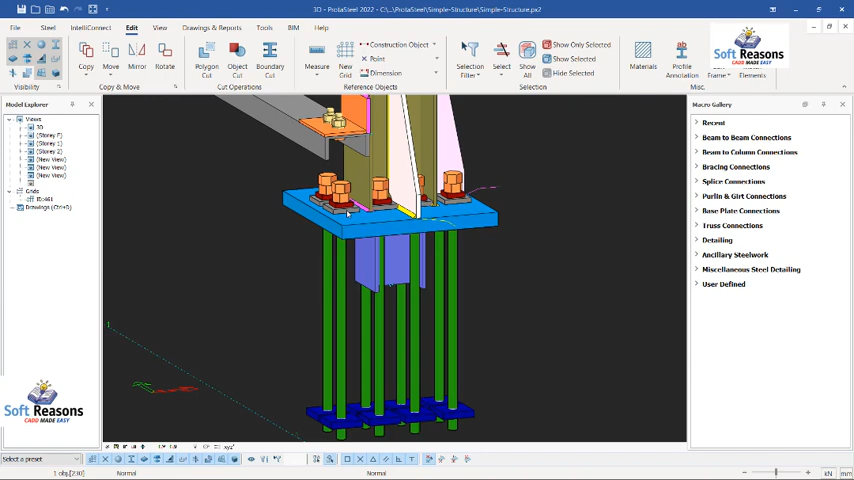 3D - ProtaSteel 2022 - C:\...\ProtaSteel\Simple-Structure\Simple-Structure.px2
File Steel IntelliConnect Edit View Drawings & Reports Tools BIM Help
Copy Move Mirror Rotate Polygon Cut Object Cut Boundary Cut Measure New Grid Construction Object Point Dimension Selection Filter Select Show All Show Only Selected Show Selected Hide Selected Materials Profile Annotation Frame Elements
Visibility Copy & Move Cut Operations Reference Objects Selection Misc.
Soft Reasons
CADD MADE EASY
Model Explorer
Views
3D
(Storey F)
(Storey 1)
(Storey 2)
(New View)
(New View)
(New View)
Grids
Drawings (Ctrl+D)
Macro Gallery
Recent
Beam to Beam Connections
Beam to Column Connections
Bracing Connections
Splice Connections
Purlin & Girt Connections
Base Plate Connections
Truss Connections
Detailing
Ancillary Steelwork
Miscellaneous Steel Detailing
User Defined
1
Soft Reasons
CADD MADE EASY
Select a preset
1 obj.[230] Normal Normal kN mm